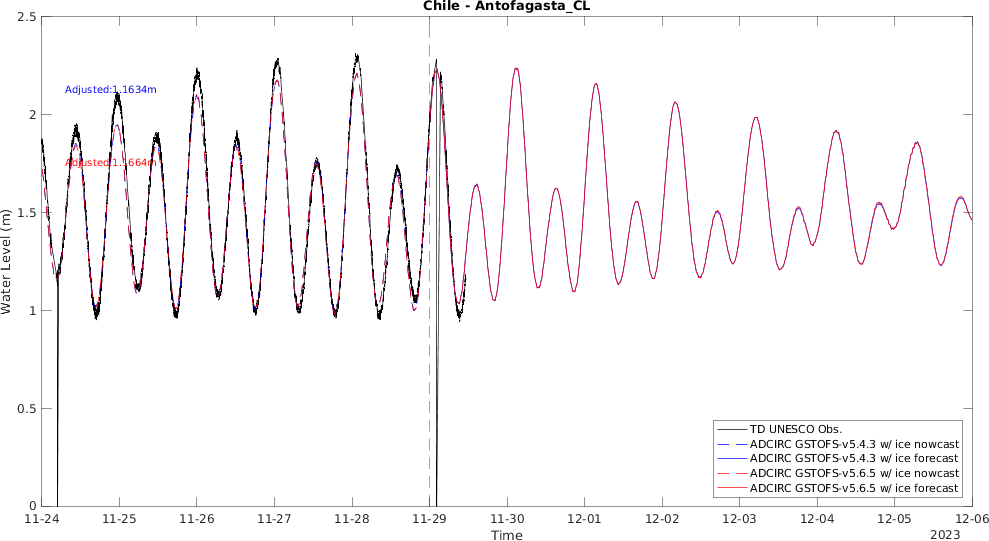 Chile - Antofagasta_CL
2.5
2
1.5
1
0.5
0
Water Level (m)
Adjusted:1.1634m
Adjusted:1.1664m
TD UNESCO Obs.
ADCIRC GSTOFS-v5.4.3 w/ ice nowcast
ADCIRC GSTOFS-v5.4.3 w/ ice forecast
ADCIRC GSTOFS-v5.6.5 w/ ice nowcast
ADCIRC GSTOFS-v5.6.5 w/ ice forecast
11-24 11-25 11-26 11-27 11-28 11-29 11-30 12-01 12-02 12-03 12-04 12-05 12-06
Time
2023